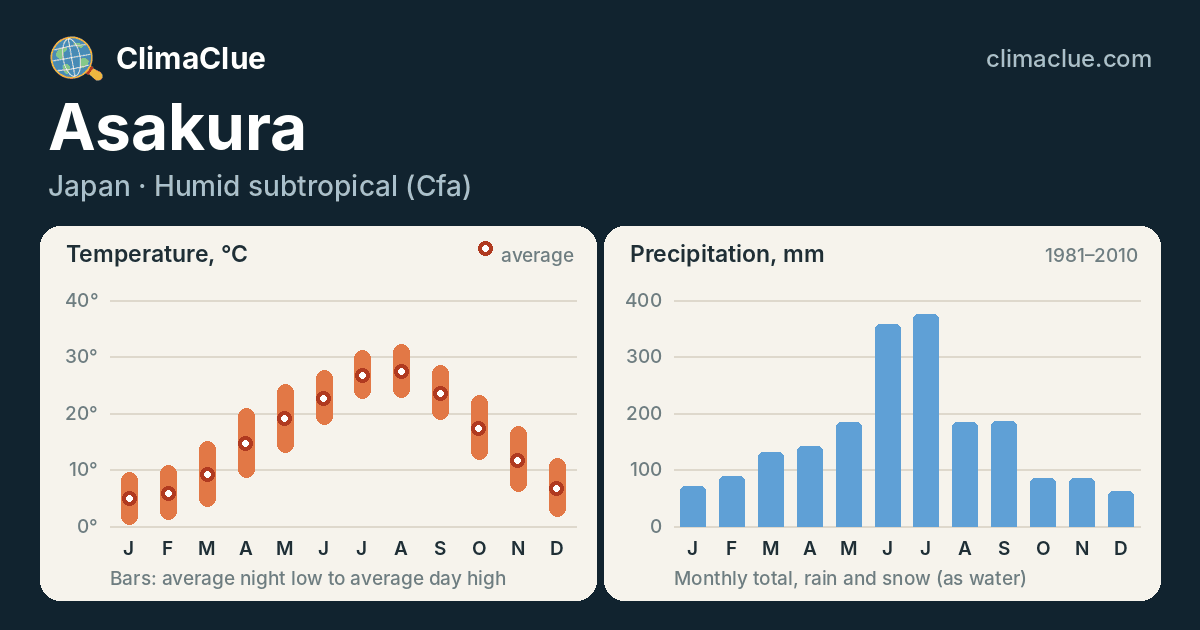 ClimaClue
climaclue.com
Asakura
Japan · Humid subtropical (Cfa)
Temperature, °C
average
40°
30°
20°
10°
0°
J F M A M J J A S O N D
Bars: average night low to average day high
Precipitation, mm
1981–2010
400
300
200
100
0
J F M A M J J A S O N D
Monthly total, rain and snow (as water)